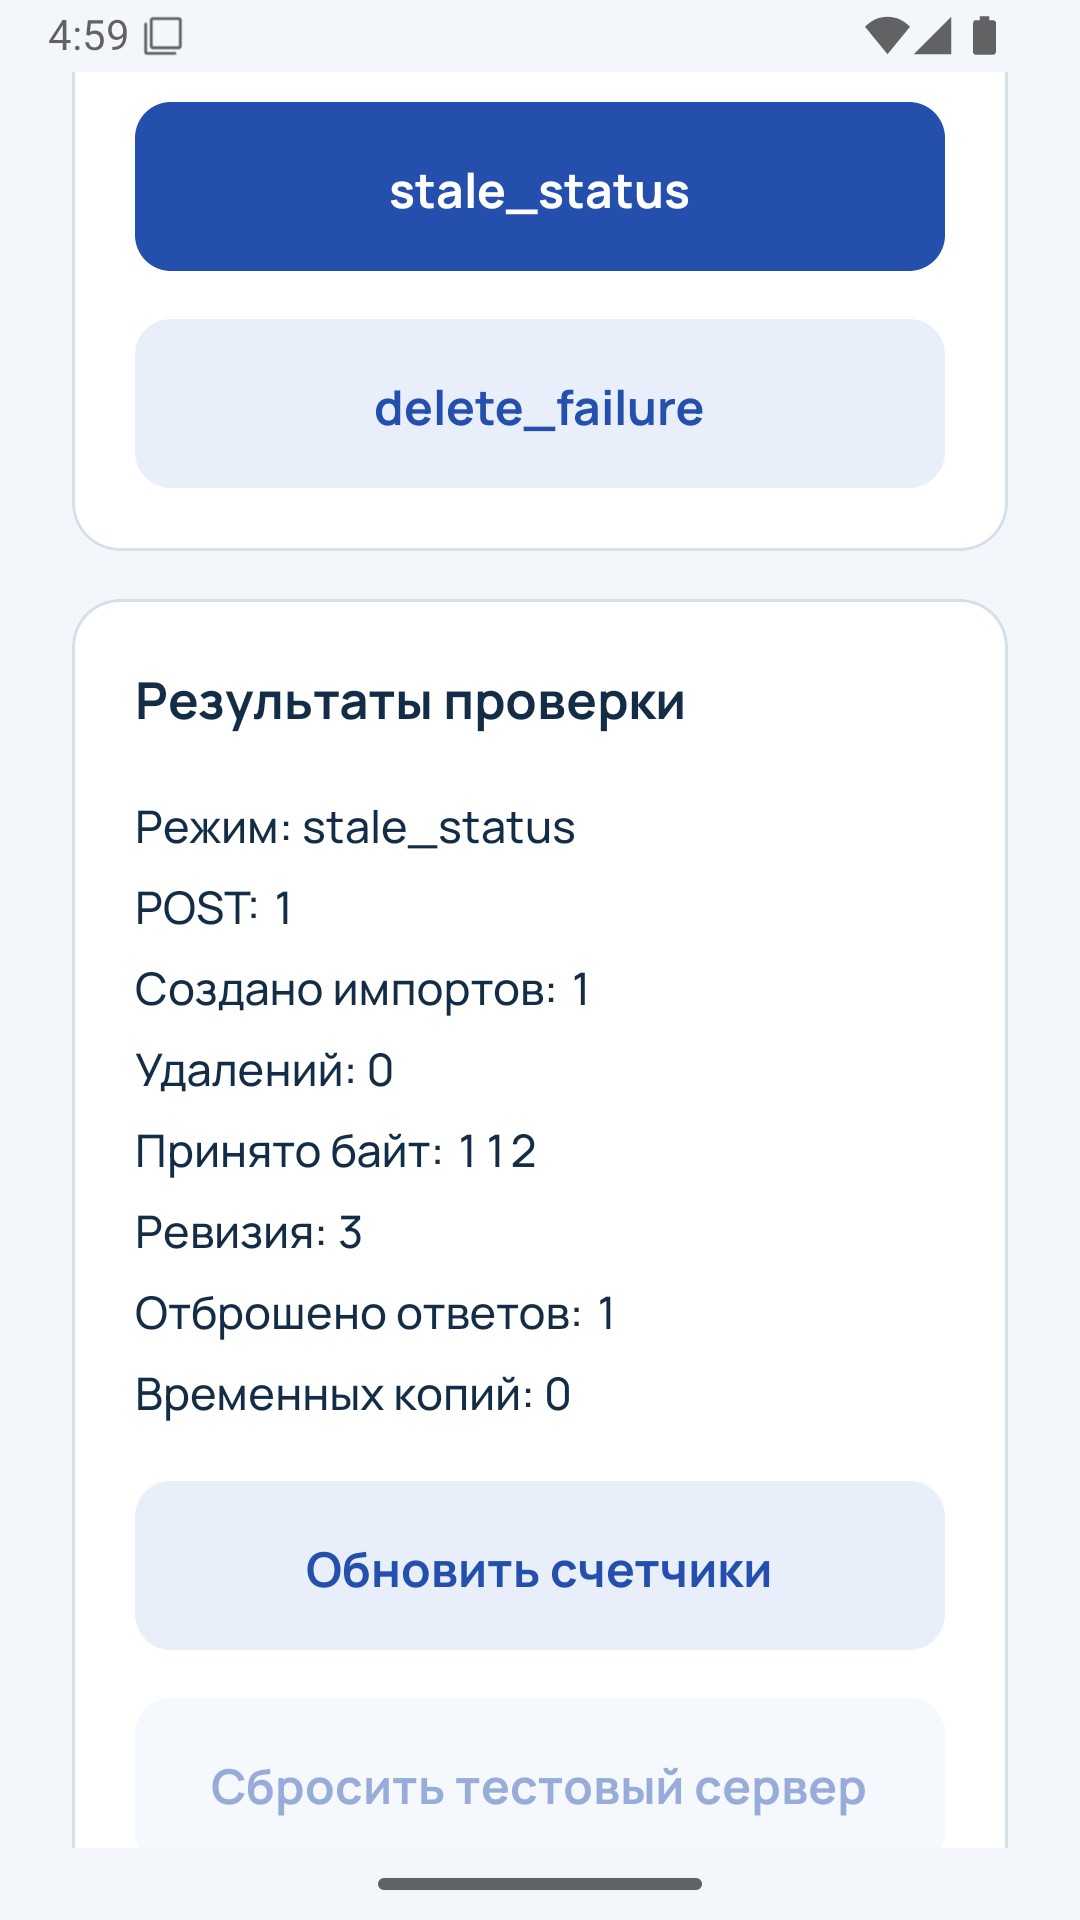 4:59
stale_status
delete_failure
Результаты проверки
Режим: stale_status
POST: 1
Создано импортов: 1
Удалений: 0
Принято байт: 112
Ревизия: 3
Отброшено ответов: 1
Временных копий: 0
Обновить счетчики
Сбросить тестовый сервер